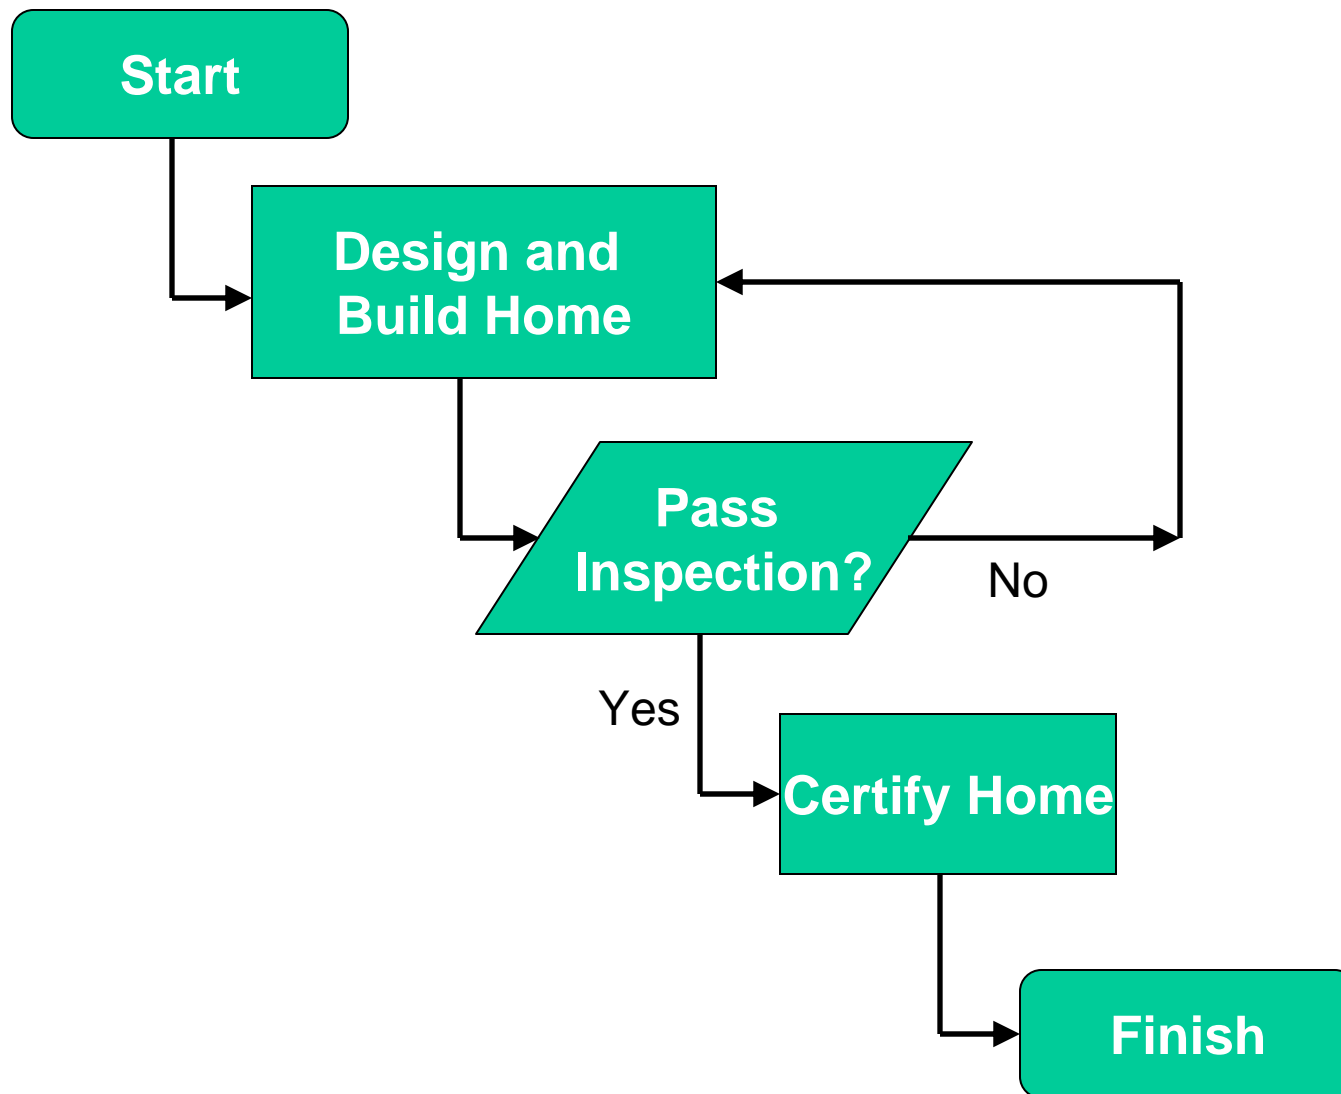 Start
Design and
Build Home
Pass
Inspection?
No
Yes
Certify Home
Finish